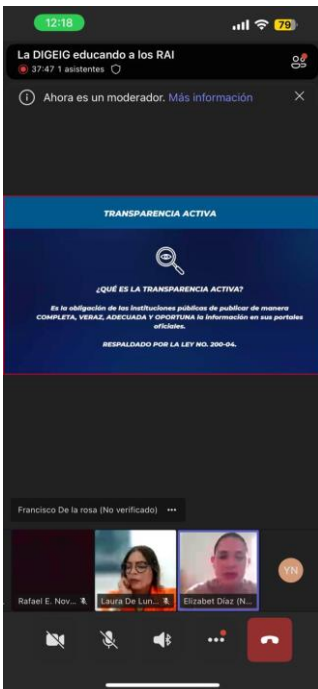 12:18
79
La DIGEIG educando a los RAI
37:47 1 asistentes
Ahora es un moderador. Más información
TRANSPARENCIA ACTIVA
¿QUÉ ES LA TRANSPARENCIA ACTIVA?
Es la obligación de las instituciones públicas de publicar de manera
COMPLETA, VERAZ, ADECUADA Y OPORTUNA la información en sus portales
oficiales.
RESPALDADO POR LA LEY NO. 200-04.
Francisco De la rosa (No verificado)
Rafael E. Nov...
Laura De Lun...
Elizabet Díaz (N...
YN